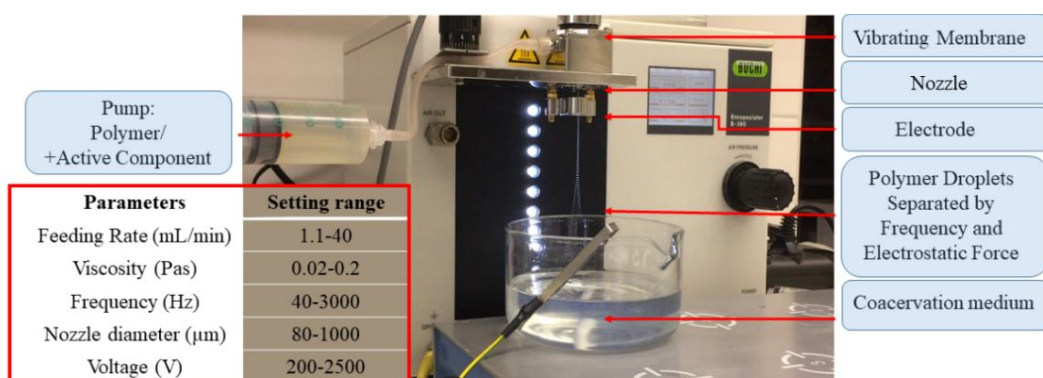 Pump:
Polymer/
+Active Component
Parameters Setting range
Feeding Rate (mL/min) 1.1-40
Viscosity (Pas) 0.02-0.2
Frequency (Hz) 40-3000
Nozzle diameter (µm) 80-1000
Voltage (V) 200-2500
AIR OUT
BUCHI
Encapsulator
B-390
AIR PRESSURE
POWER
Vibrating Membrane
Nozzle
Electrode
Polymer Droplets
Separated by
Frequency and
Electrostatic Force
Coacervation medium